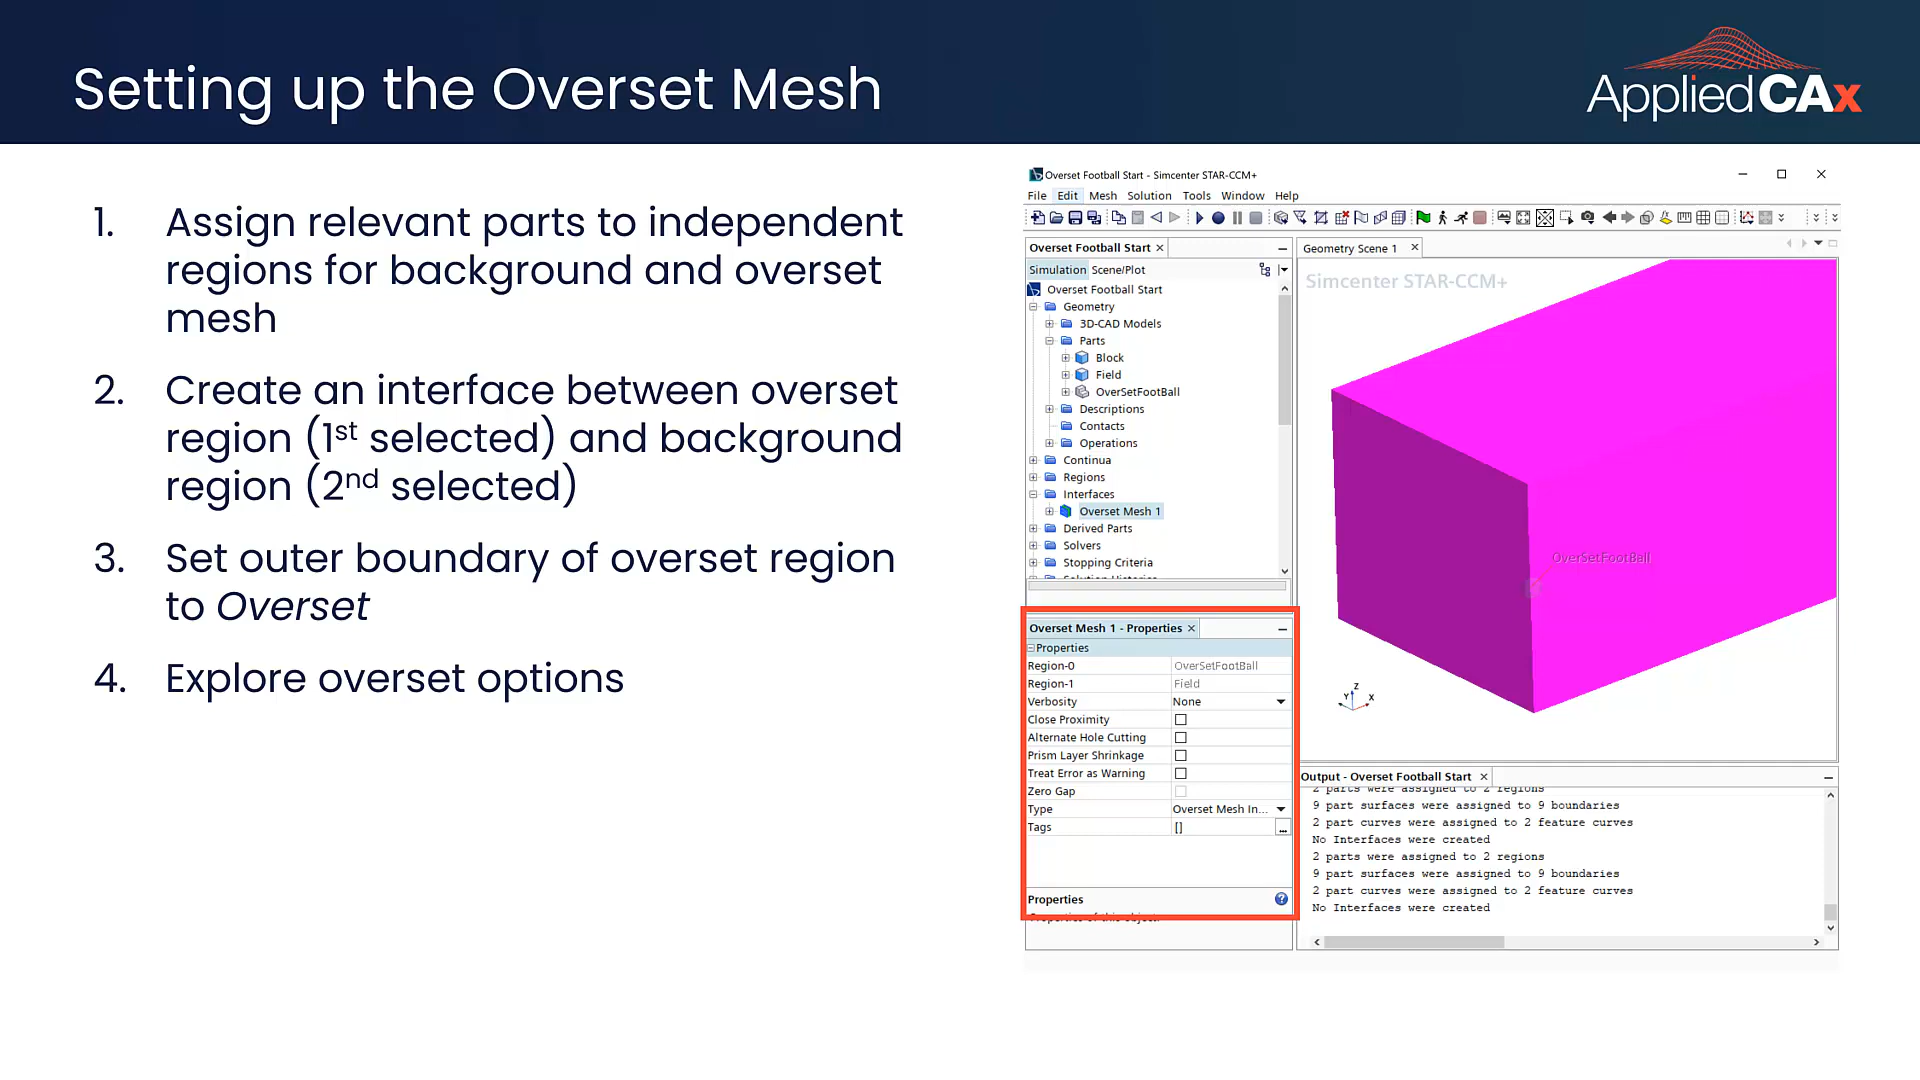 Setting up the Overset Mesh
AppliedCAx
1. Assign relevant parts to independent
regions for background and overset
mesh
2. Create an interface between overset
region (1st selected) and background
region (2nd selected)
3. Set outer boundary of overset region
to Overset
4. Explore overset options
Overset Football Start - Simcenter STAR-CCM+
File Edit Mesh Solution Tools Window Help
Overset Football Start
Simulation Scene/Plot
Overset Football Start
Geometry
3D-CAD Models
Parts
Block
Field
OverSetFootBall
Descriptions
Contacts
Operations
Continua
Regions
Interfaces
Overset Mesh 1
Derived Parts
Solvers
Stopping Criteria
Overset Mesh 1 - Properties
Properties
Region-0 OverSetFootBall
Region-1 Field
Verbosity None
Close Proximity
Alternate Hole Cutting
Prism Layer Shrinkage
Treat Error as Warning
Zero Gap
Type Overset Mesh In...
Tags []
...
Properties
Geometry Scene 1
Simcenter STAR-CCM+
OverSetFootBall
Z
Y X
Output - Overset Football Start
2 parts were assigned to 2 regions
9 part surfaces were assigned to 9 boundaries
2 part curves were assigned to 2 feature curves
No Interfaces were created
2 parts were assigned to 2 regions
9 part surfaces were assigned to 9 boundaries
2 part curves were assigned to 2 feature curves
No Interfaces were created